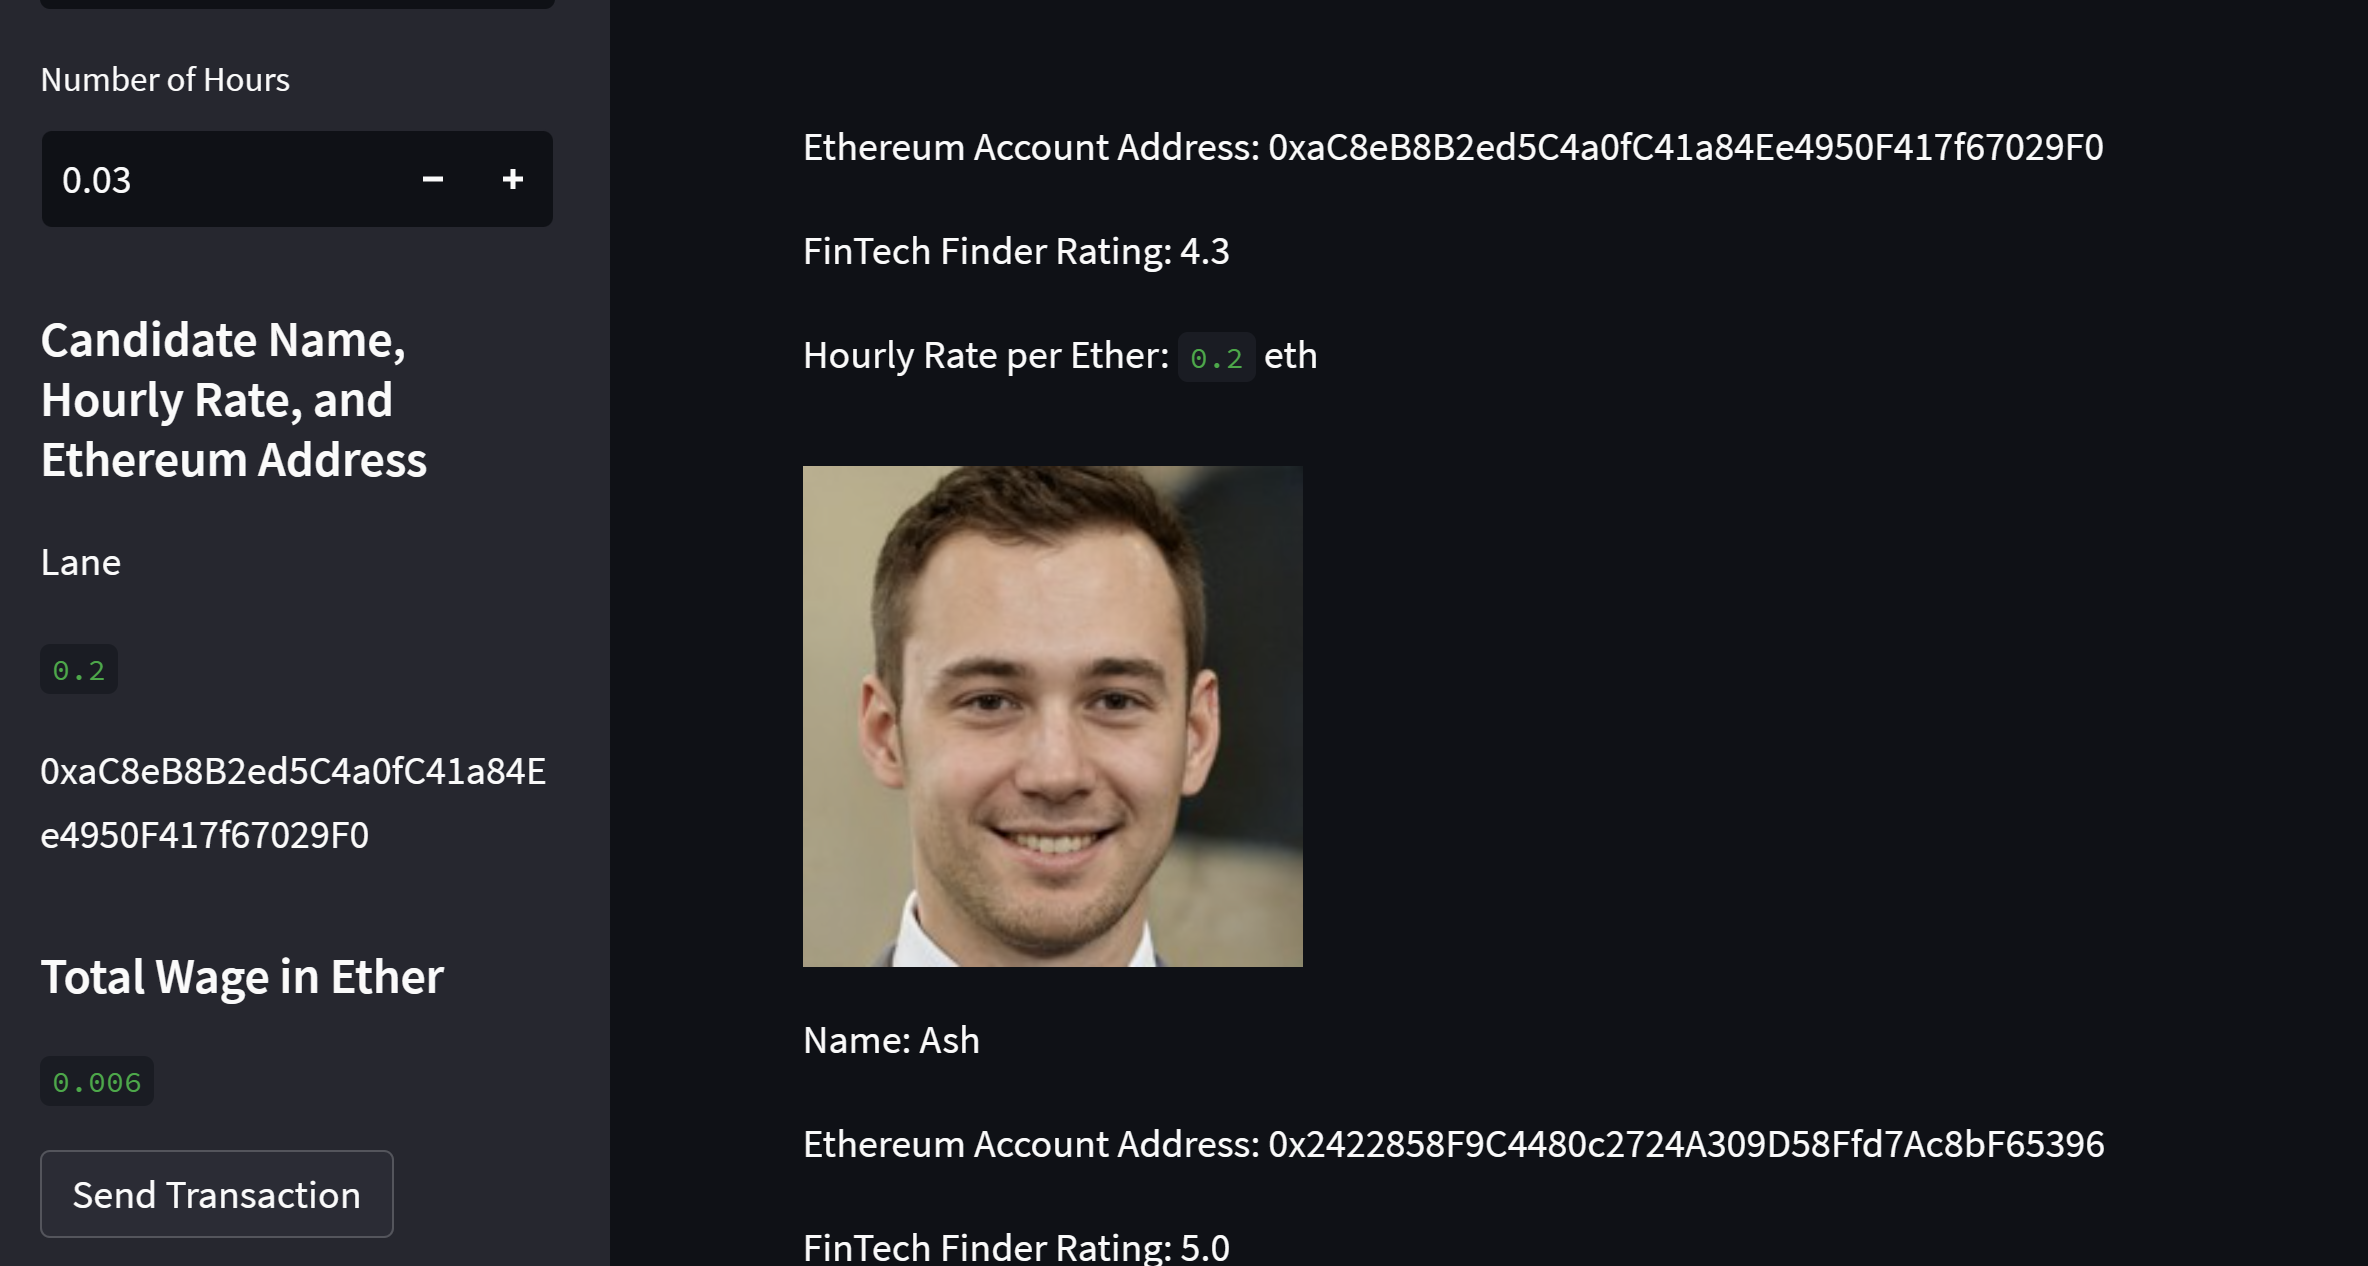 Number of Hours
0.03
Candidate Name,
Hourly Rate, and
Ethereum Address
Lane
0.2
0xaC8eB8B2ed5C4a0fC41a84E
e4950F417f67029F0
Total Wage in Ether
0.006
Send Transaction
Ethereum Account Address: 0xaC8eB8B2ed5C4a0fC41a84Ee4950F417f67029F0
FinTech Finder Rating: 4.3
Hourly Rate per Ether: 0.2 eth
Name: Ash
Ethereum Account Address: 0x2422858F9C4480c2724A309D58Ffd7Ac8bF65396
FinTech Finder Rating: 5.0